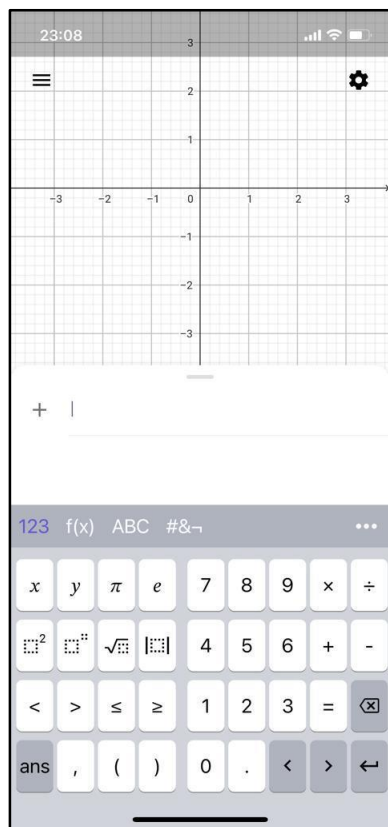 23:08
3
2
1
-3 -2 -1 0 1 2 3
-1
-2
-3
+
123 f(x) ABC #&¬ •••
x y π e 7 8 9 × ÷
² √ | | 4 5 6 + -
< > ≤ ≥ 1 2 3 =
ans , ( ) 0 . < >